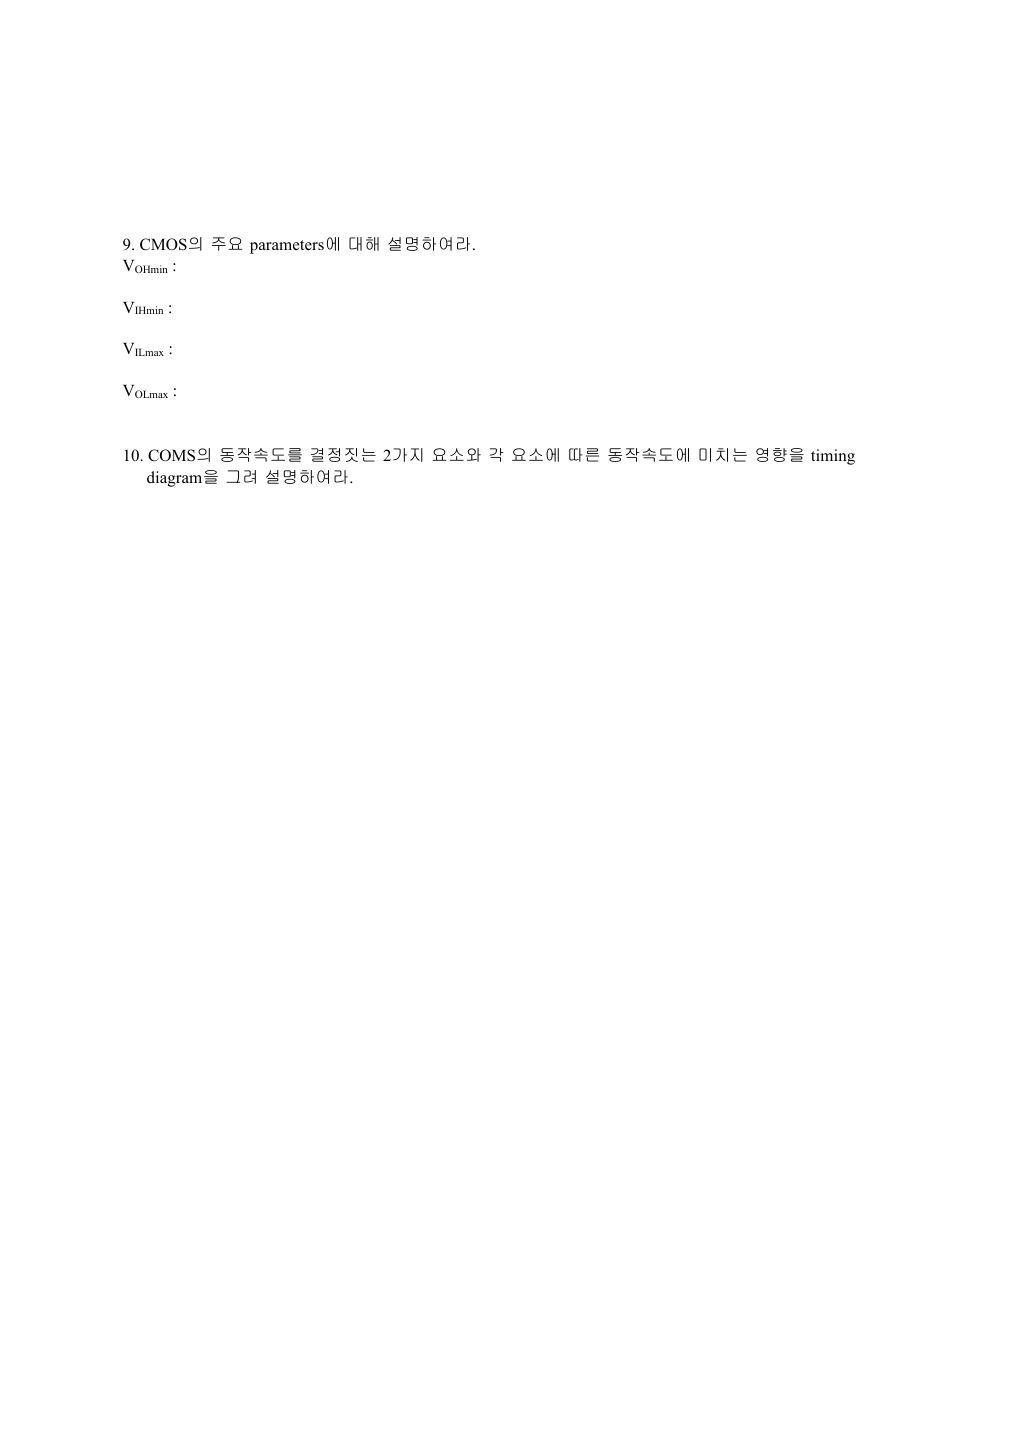 9. CMOS의 주요 parameters에 대해 설명하여라.
VOHmin :
VIHmin :
VILmax :
VOLmax :
10. COMS의 동작속도를 결정짓는 2가지 요소와 각 요소에 따른 동작속도에 미치는 영향을 timing
diagram을 그려 설명하여라.